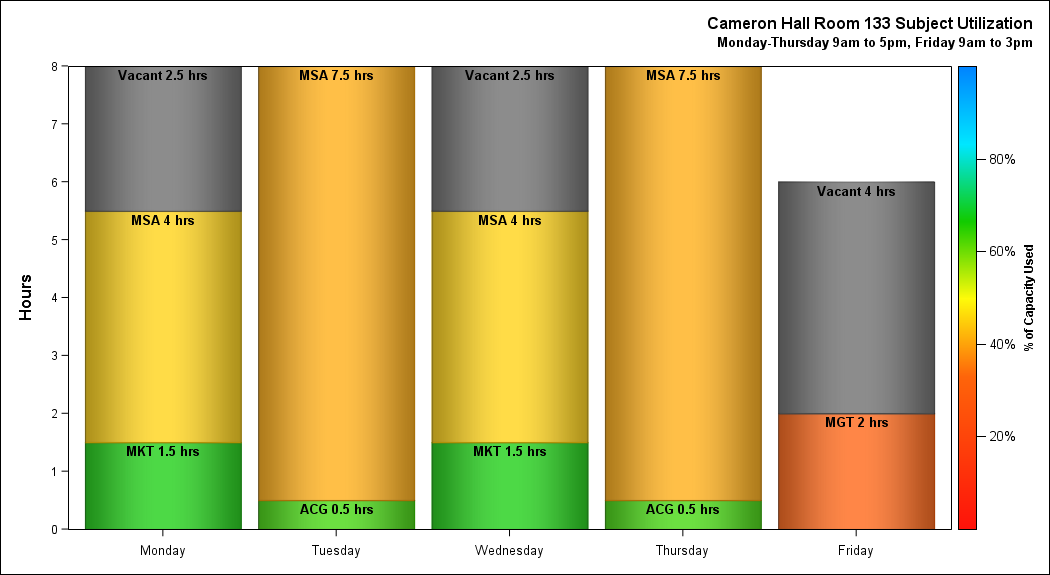 Cameron Hall Room 133 Subject Utilization
Monday-Thursday 9am to 5pm, Friday 9am to 3pm
Hours
8
7
6
5
4
3
2
1
0
Vacant 2.5 hrs
MSA 4 hrs
MKT 1.5 hrs
MSA 7.5 hrs
ACG 0.5 hrs
Vacant 2.5 hrs
MSA 4 hrs
MKT 1.5 hrs
MSA 7.5 hrs
ACG 0.5 hrs
Vacant 4 hrs
MGT 2 hrs
Monday
Tuesday
Wednesday
Thursday
Friday
80%
60%
40%
20%
% of Capacity Used